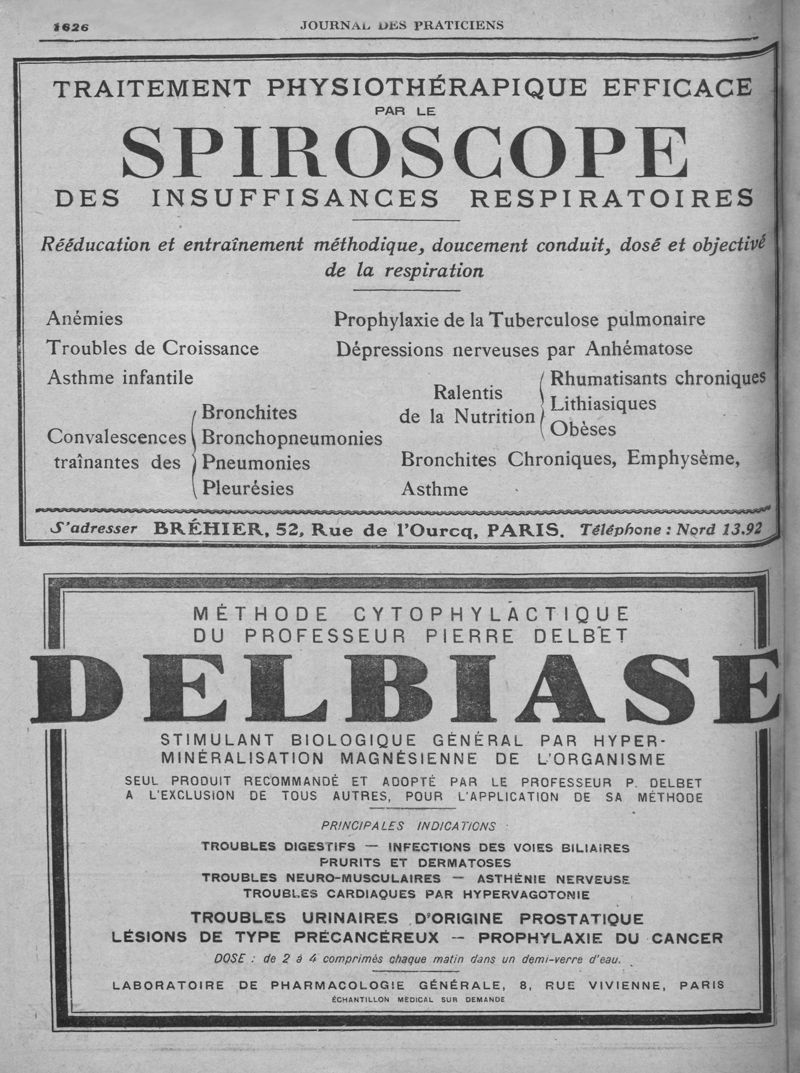 1626
JOURNAL DES PRATICIENS
TRAITEMENT PHYSIOTHÉRAPIQUE EFFICACE
PAR LE
SPIROSCOPE
DES INSUFFISANCES RESPIRATOIRES
Rééducation et entraînement méthodique, doucement conduit, dosé et objectivé
de la respiration
Anémies
Troubles de Croissance
Asthme infantile
Convalescences
traînantes des
Bronchites
Bronchopneumonies
Pneumonies
Pleurésies
Prophylaxie de la Tuberculose pulmonaire
Dépressions nerveuses par Anhématose
Ralentis
de la Nutrition
Rhumatisants chroniques
Lithiasiques
Obèses
Bronchites Chroniques, Emphysème,
Asthme
S'adresser BRÉHIER, 52, Rue de l'Ourcq, PARIS. Téléphone : Nord 13.92
MÉTHODE CYTOPHYLACTIQUE
DU PROFESSEUR PIERRE DELBET
DELBIASE
STIMULANT BIOLOGIQUE GÉNÉRAL PAR HYPER-
MINÉRALISATION MAGNÉSIENNE DE L'ORGANISME
SEUL PRODUIT RECOMMANDÉ ET ADOPTÉ PAR LE PROFESSEUR P. DELBET
A L'EXCLUSION DE TOUS AUTRES, POUR L'APPLICATION DE SA MÉTHODE
PRINCIPALES INDICATIONS :
TROUBLES DIGESTIFS — INFECTIONS DES VOIES BILIAIRES
PRURITS ET DERMATOSES
TROUBLES NEURO-MUSCULAIRES — ASTHÉNIE NERVEUSE
TROUBLES CARDIAQUES PAR HYPERVAGOTONIE
TROUBLES URINAIRES D'ORIGINE PROSTATIQUE
LÉSIONS DE TYPE PRÉCANCÉREUX — PROPHYLAXIE DU CANCER
DOSE : de 2 à 4 comprimés chaque matin dans un demi-verre d'eau.
LABORATOIRE DE PHARMACOLOGIE GÉNÉRALE, 8, RUE VIVIENNE, PARIS
ÉCHANTILLON MÉDICAL SUR DEMANDE